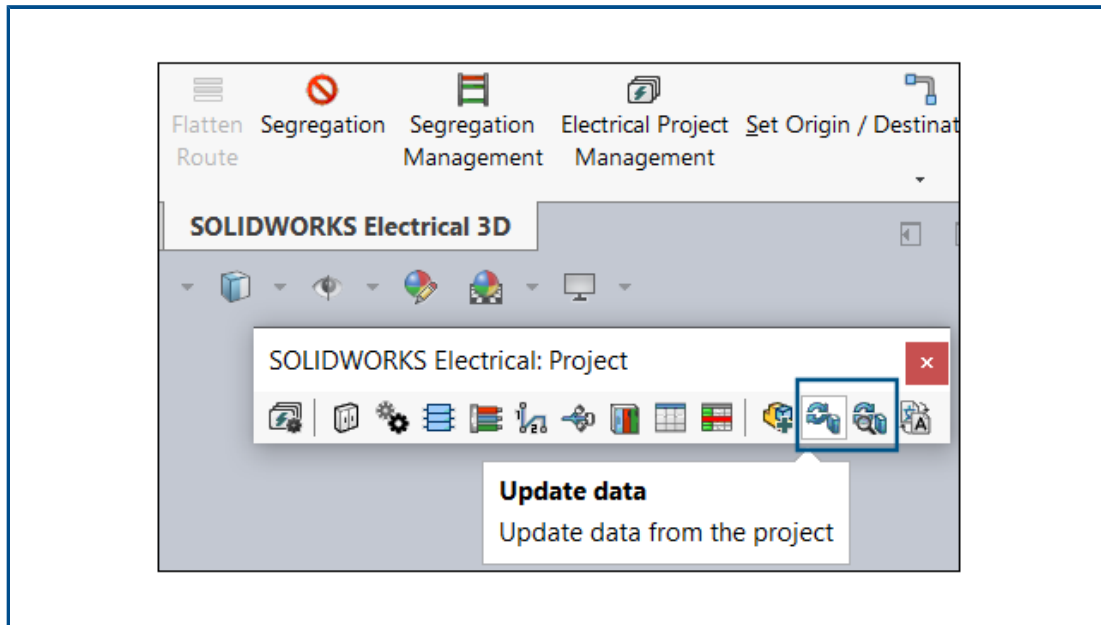 Flatten Segregation Segregation Electrical Project Set Origin / Destinat
Route Management Management
SOLIDWORKS Electrical 3D
SOLIDWORKS Electrical: Project
Update data
Update data from the project